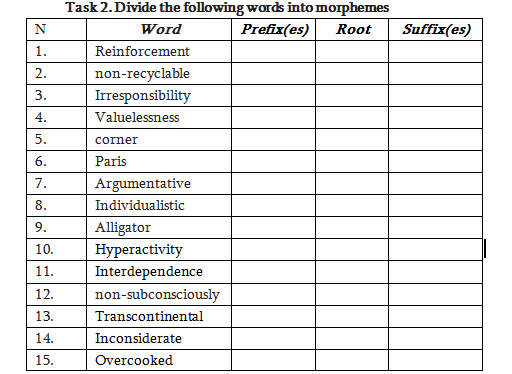 Task 2. Divide the following words into morphemes
N Word Prefix(es) Root Suffix(es)
1. Reinforcement
2. non-recyclable
3. Irresponsibility
4. Valuelessness
5. corner
6. Paris
7. Argumentative
8. Individualistic
9. Alligator
10. Hyperactivity
11. Interdependence
12. non-subconsciously
13. Transcontinental
14. Inconsiderate
15. Overcooked